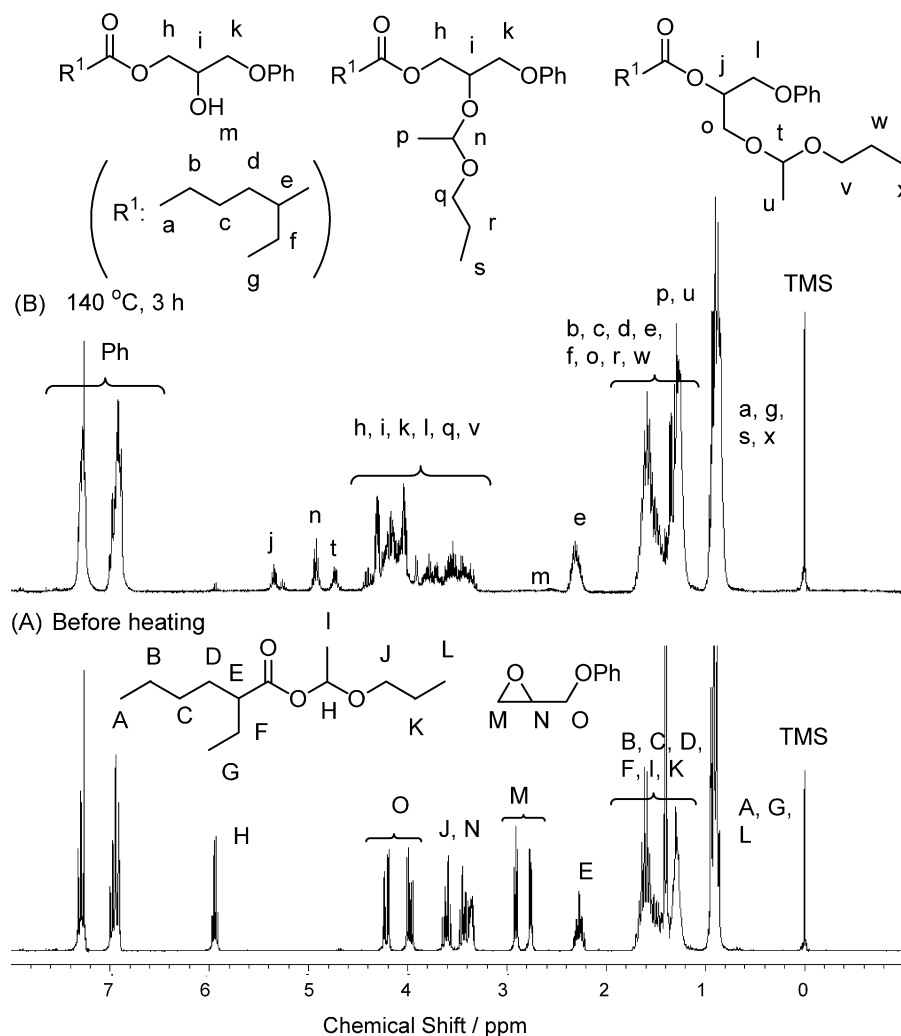 h i k
O
R1 O OPh
OH
m
h i k
O
R1 O OPh
O
p n
O
q r
s
O
R1 O j l OPh
o O t O w
u v x
R1: a b c d e f g
(B) 140 °C, 3 h
Ph
j
n
t
h, i, k, l, q, v
m
e
b, c, d, e,
f, o, r, w
p, u
a, g,
s, x
TMS
(A) Before heating
A B C D E F G
O
O H I O J K L
O OPh
M N O
H
O
J, N
M
E
B, C, D,
F, I, K
A, G,
L
TMS
7 6 5 4 3 2 1 0
Chemical Shift / ppm